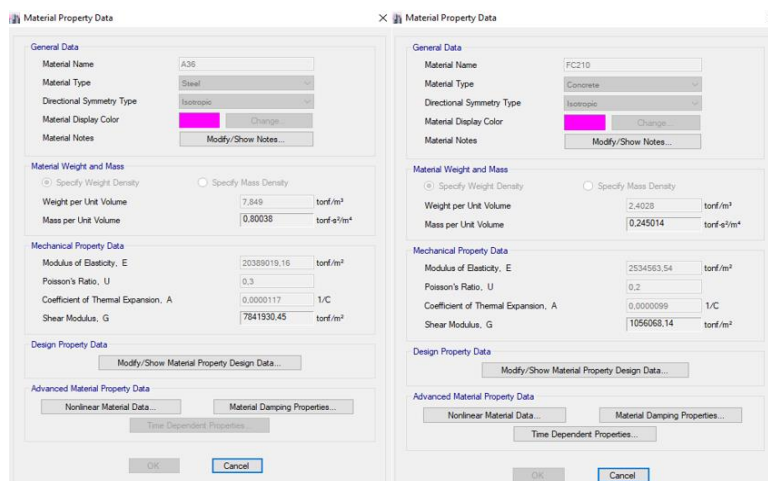 Material Property Data
General Data
Material Name A36
Material Type Steel
Directional Symmetry Type Isotropic
Material Display Color Change...
Material Notes Modify/Show Notes...
Material Weight and Mass
Specify Weight Density Specify Mass Density
Weight per Unit Volume 7,849 tonf/m³
Mass per Unit Volume 0,80038 tonf-s²/m⁴
Mechanical Property Data
Modulus of Elasticity, E 20389019,16 tonf/m²
Poisson's Ratio, U 0,3
Coefficient of Thermal Expansion, A 0,0000117 1/C
Shear Modulus, G 7841930,45 tonf/m²
Design Property Data
Modify/Show Material Property Design Data...
Advanced Material Property Data
Nonlinear Material Data... Material Damping Properties...
Time Dependent Properties...
OK Cancel
Material Property Data
General Data
Material Name FC210
Material Type Concrete
Directional Symmetry Type Isotropic
Material Display Color Change...
Material Notes Modify/Show Notes...
Material Weight and Mass
Specify Weight Density Specify Mass Density
Weight per Unit Volume 2,4028 tonf/m³
Mass per Unit Volume 0,245014 tonf-s²/m⁴
Mechanical Property Data
Modulus of Elasticity, E 2534563,54 tonf/m²
Poisson's Ratio, U 0,2
Coefficient of Thermal Expansion, A 0,0000099 1/C
Shear Modulus, G 1056068,14 tonf/m²
Design Property Data
Modify/Show Material Property Design Data...
Advanced Material Property Data
Nonlinear Material Data... Material Damping Properties...
Time Dependent Properties...
OK Cancel